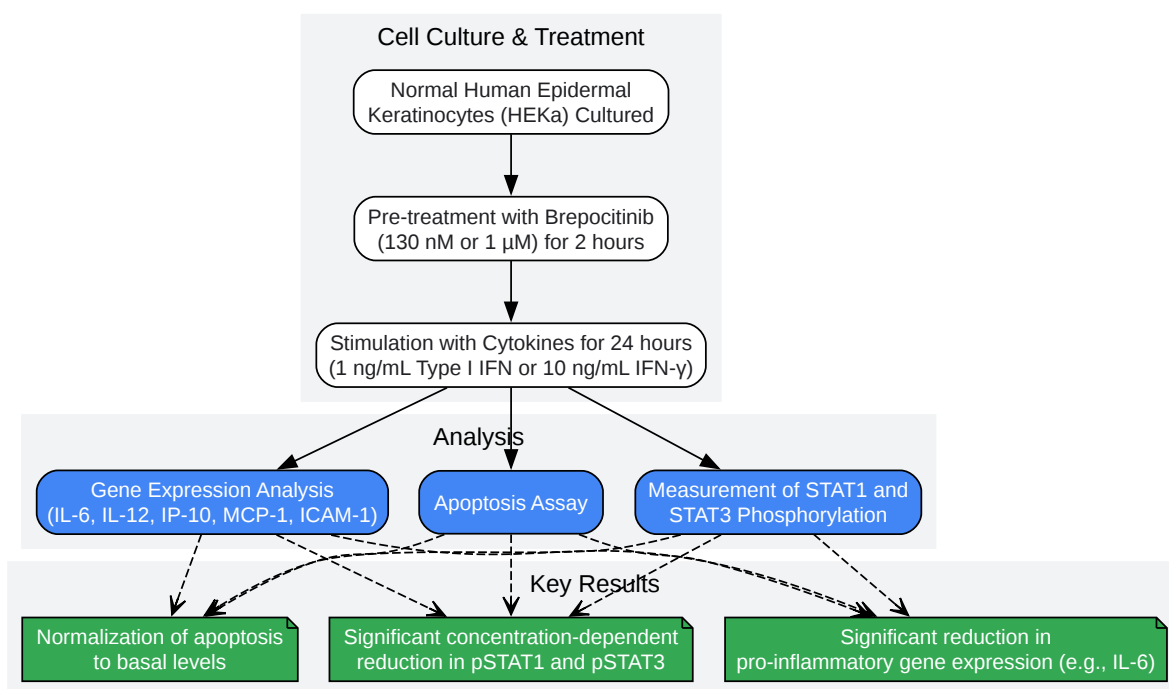 Cell Culture & Treatment
Normal Human Epidermal
Keratinocytes (HEKa) Cultured
Pre-treatment with Brepocitinib
(130 nM or 1 µM) for 2 hours
Stimulation with Cytokines for 24 hours
(1 ng/mL Type I IFN or 10 ng/mL IFN-γ)
Analysis
Gene Expression Analysis
(IL-6, IL-12, IP-10, MCP-1, ICAM-1)
Apoptosis Assay
Measurement of STAT1 and
STAT3 Phosphorylation
Key Results
Normalization of apoptosis
to basal levels
Significant concentration-dependent
reduction in pSTAT1 and pSTAT3
Significant reduction in
pro-inflammatory gene expression (e.g., IL-6)